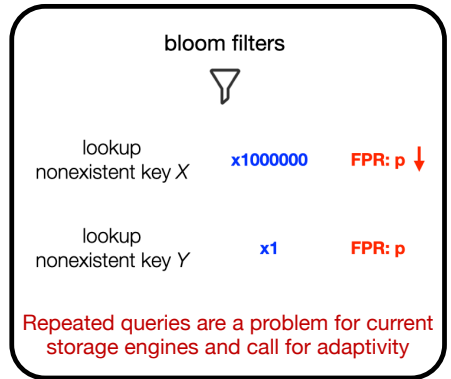 bloom filters
lookup
nonexistent key X
x1000000
FPR: p
lookup
nonexistent key Y
x1
FPR: p
Repeated queries are a problem for current
storage engines and call for adaptivity